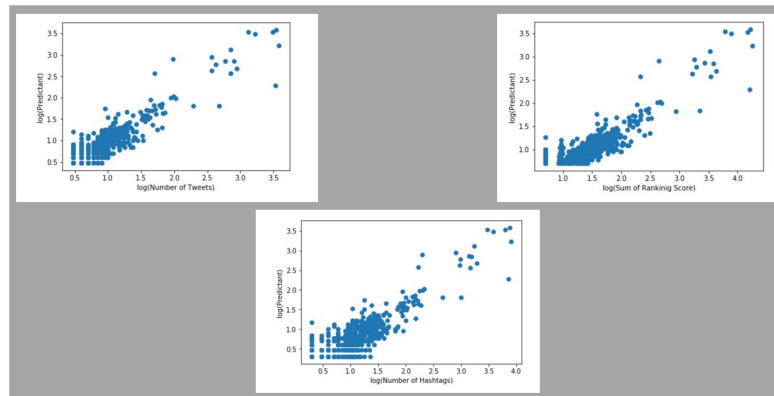 3.5
3.0
2.5
2.0
1.5
1.0
0.5
log(Predictant)
0.5 1.0 1.5 2.0 2.5 3.0 3.5
log(Number of Tweets)
3.5
3.0
2.5
2.0
1.5
1.0
log(Predictant)
1.0 1.5 2.0 2.5 3.0 3.5 4.0
log(Sum of Rankinig Score)
3.5
3.0
2.5
2.0
1.5
1.0
0.5
log(Predictant)
0.5 1.0 1.5 2.0 2.5 3.0 3.5 4.0
log(Number of Hashtags)